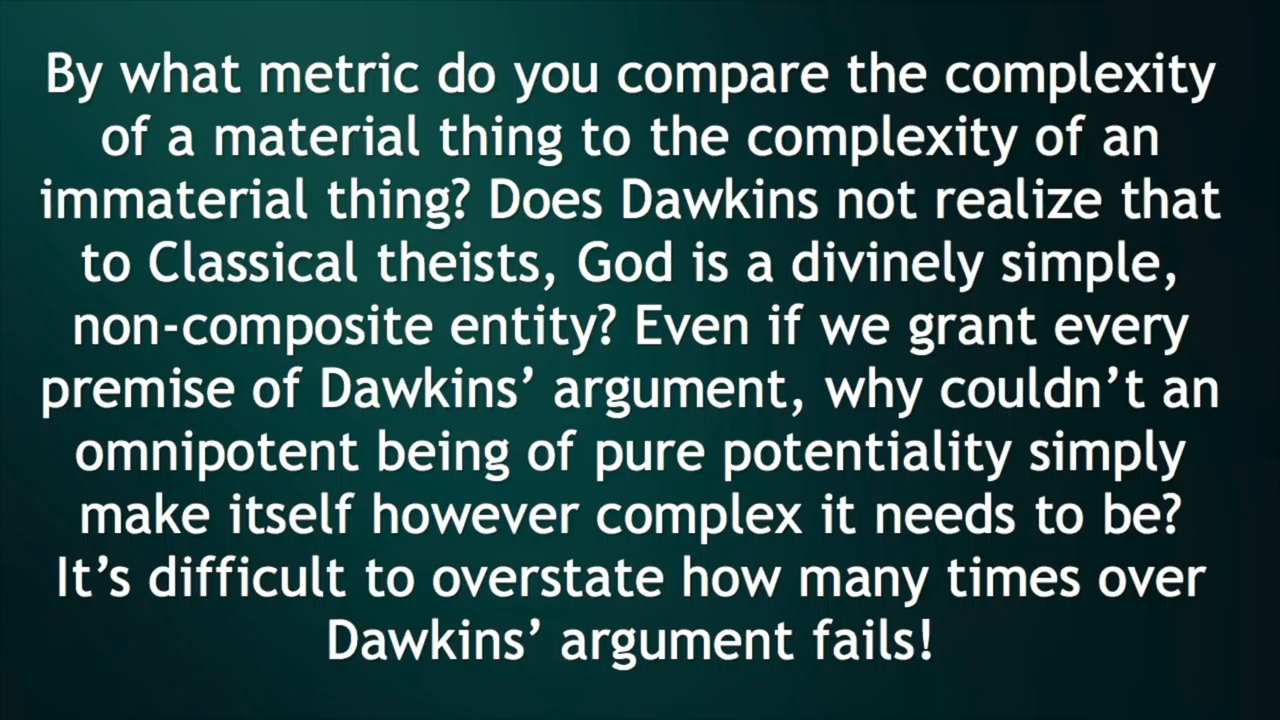 By what metric do you compare the complexity
of a material thing to the complexity of an
immaterial thing? Does Dawkins not realize that
to Classical theists, God is a divinely simple,
non-composite entity? Even if we grant every
premise of Dawkins’ argument, why couldn’t an
omnipotent being of pure potentiality simply
make itself however complex it needs to be?
It’s difficult to overstate how many times over
Dawkins’ argument fails!